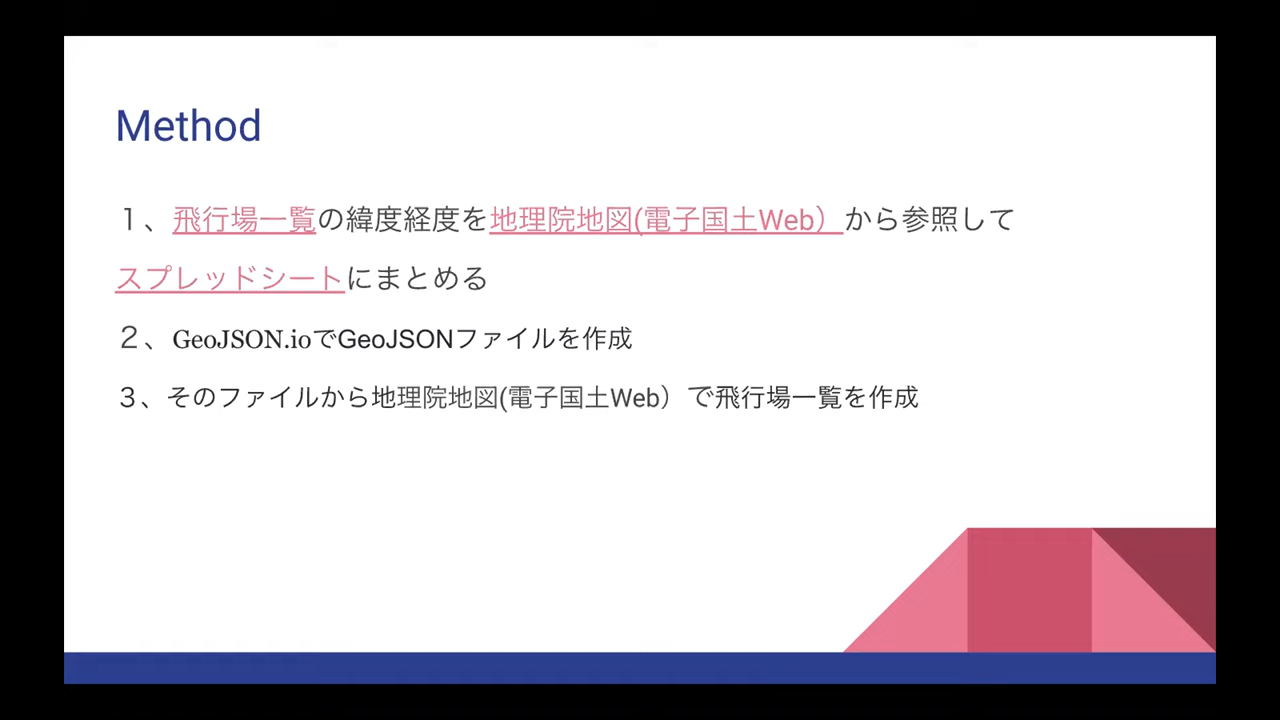 Method
１、飛行場一覧の緯度経度を地理院地図(電子国土Web）から参照して
スプレッドシートにまとめる
２、GeoJSON.ioでGeoJSONファイルを作成
３、そのファイルから地理院地図(電子国土Web）で飛行場一覧を作成